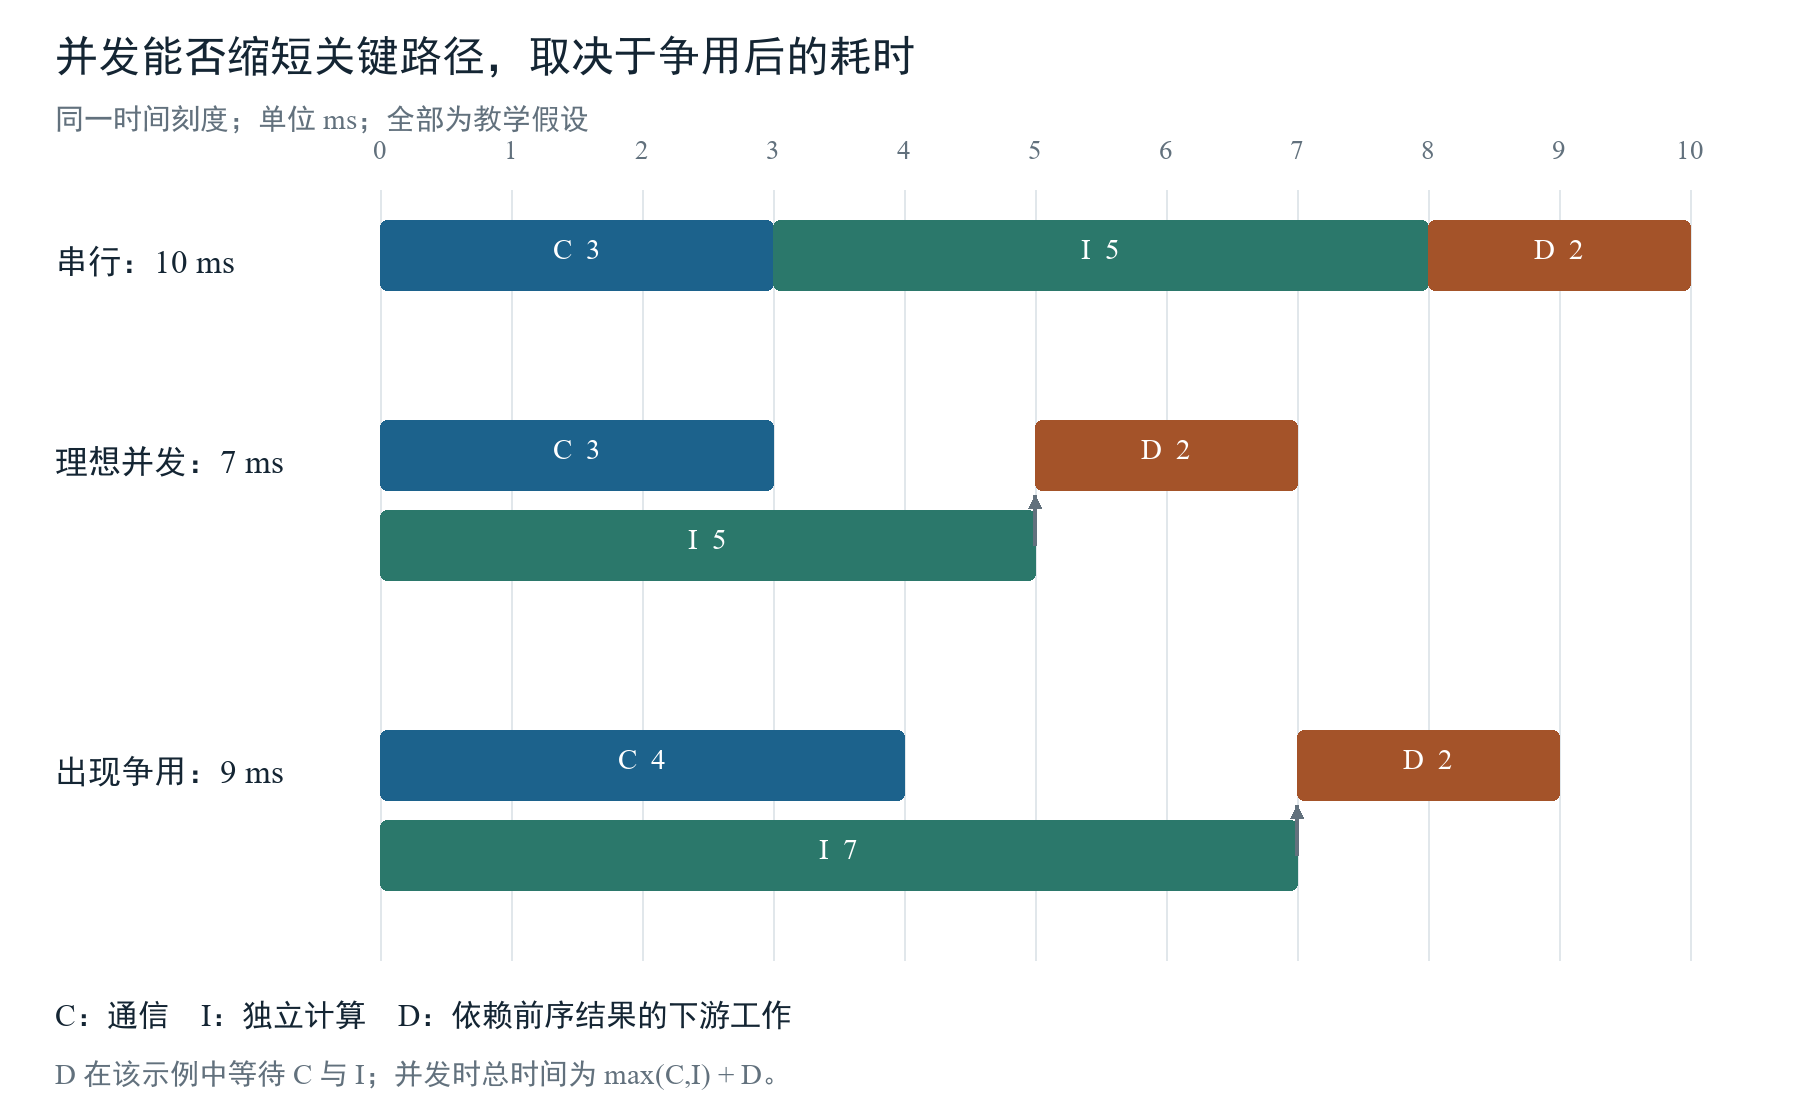 并发能否缩短关键路径，取决于争用后的耗时
同一时间刻度；单位 ms；全部为教学假设
0 1 2 3 4 5 6 7 8 9 10
串行：10 ms
C 3
I 5
D 2
理想并发：7 ms
C 3
D 2
I 5
出现争用：9 ms
C 4
D 2
I 7
C：通信 I：独立计算 D：依赖前序结果的下游工作
D 在该示例中等待 C 与 I；并发时总时间为 max(C,I) + D。